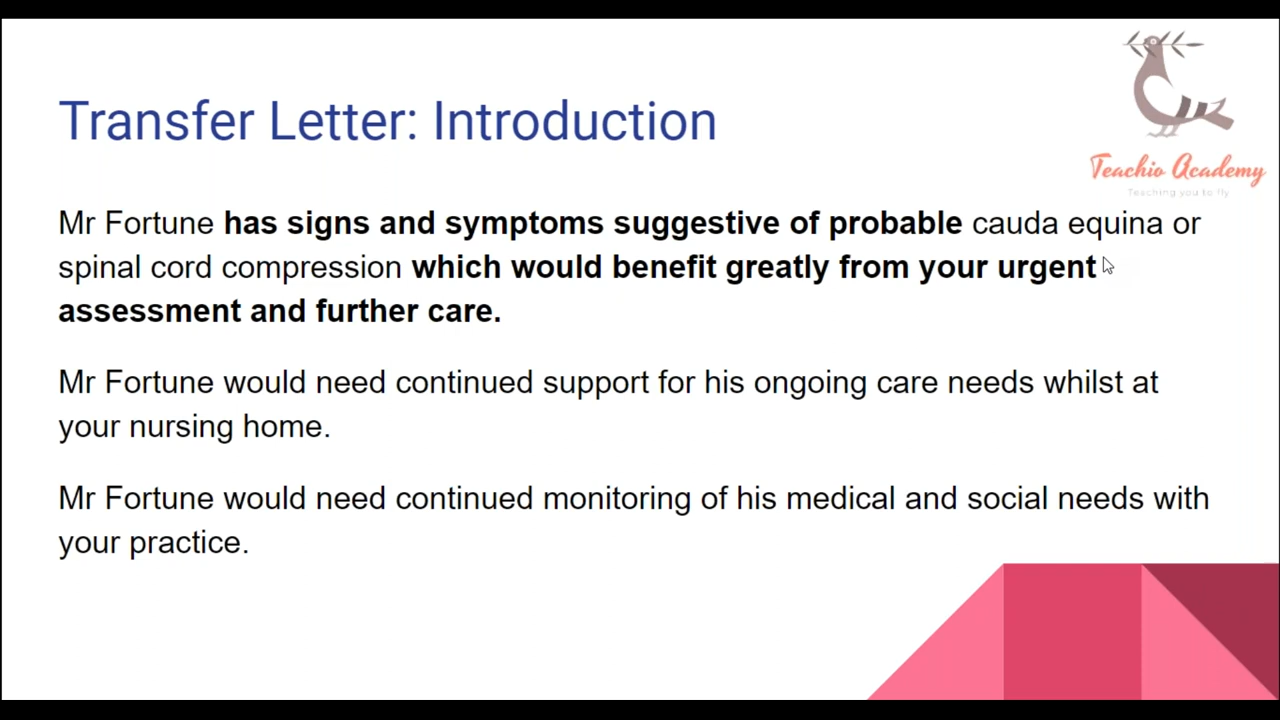 Transfer Letter: Introduction
Teachio Academy
Teaching you to fly
Mr Fortune has signs and symptoms suggestive of probable cauda equina or
spinal cord compression which would benefit greatly from your urgent
assessment and further care.
Mr Fortune would need continued support for his ongoing care needs whilst at
your nursing home.
Mr Fortune would need continued monitoring of his medical and social needs with
your practice.